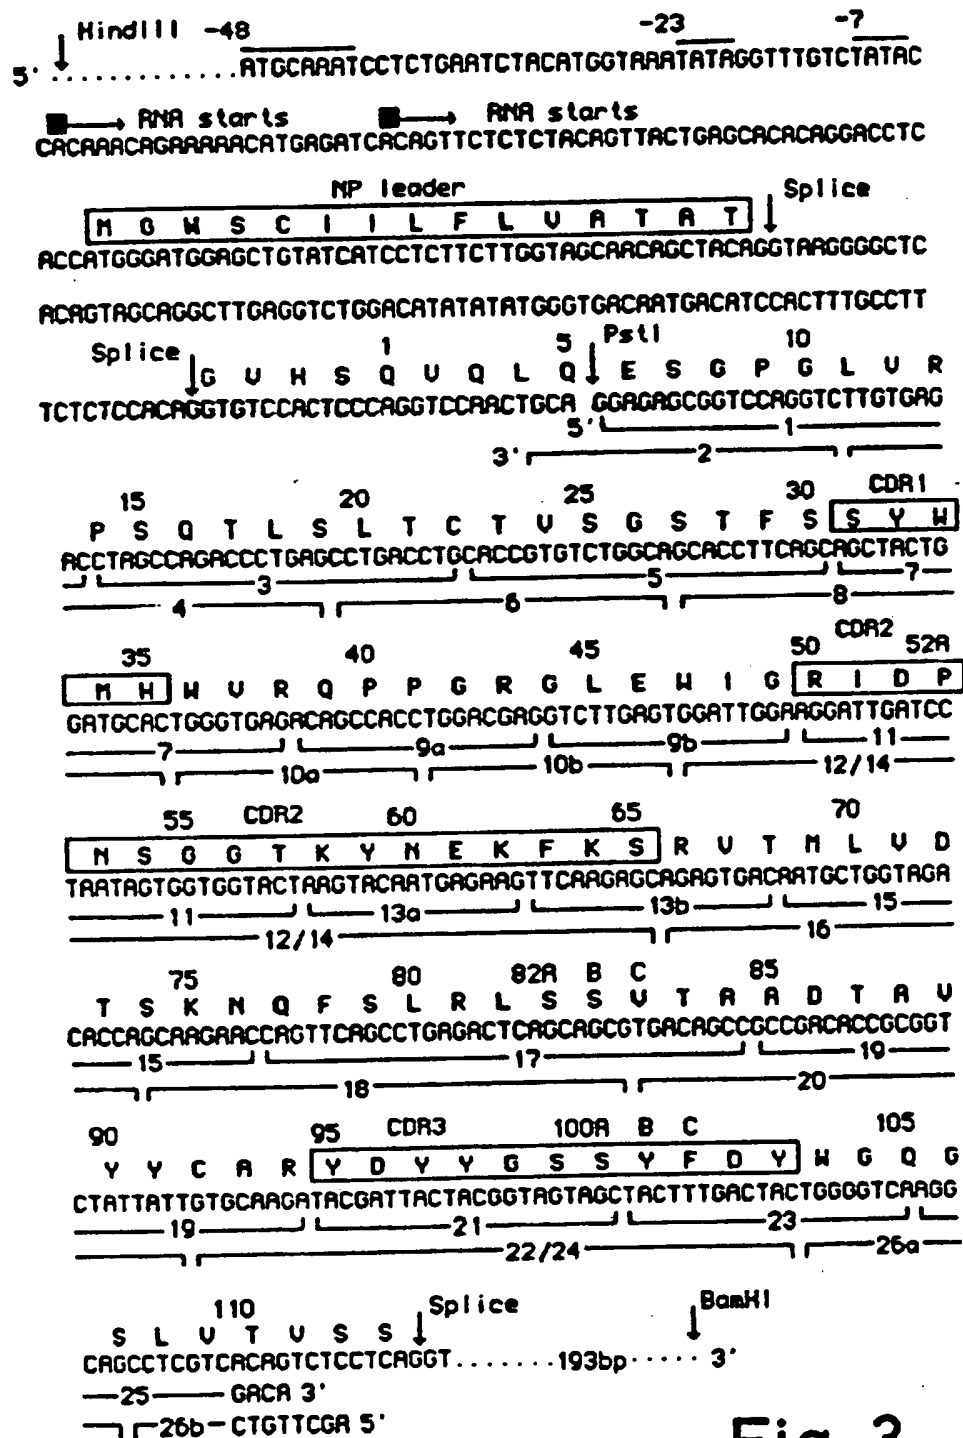 HindIII -48 -23 -7
5' ..............ATGCAAATCCTCTGAATCTACATGGTAAATATAGGTTTGTCTATAC
RNA starts RNA starts
CACAAACAGAAAAACATGAGATCACAGTTCTCTCTACAGTTACTGAGCACACAGGACCTC
NP leader Splice
M G W S C I I L F L V A T A T
ACCATGGGATGGAGCTGTATCATCCTCTTCTTGGTAGCAACAGCTACAGGTAAGGGGCTC
ACAGTAGCAGGCTTGAGGTCTGGACATATATATGGGTGACAATGACATCCACTTTGCCTT
Splice 1 5 PstI 10
G V H S Q V Q L Q E S G P G L V R
TCTCTCCACAGGTGTCCACTCCCAGGTCCAACTGCA GGAGAGCGGTCCAGGTCTTGTGAG
5' 1
3' 2
15 20 25 30 CDR1
P S Q T L S L T C T V S G S T F S S Y W
ACCTAGCCAGACCCTGAGCCTGACCTGCACCGTGTCTGGCAGCACCTTCAGCAGCTACTG
3 5 7
4 6 8
35 40 45 50 CDR2 52A
M H W V R Q P P G R G L E W I G R I D P
GATGCACTGGGTGAGACAGCCACCTGGACGAGGTCTTGAGTGGATTGGAAGGATTGATCC
7 9a 9b 11
10a 10b 12/14
55 CDR2 60 65 70
N S G G T K Y N E K F K S R V T M L V D
TAATAGTGGTGGTACTAAGTACAATGAGAAGTTCAAGAGCAGAGTGACAATGCTGGTAGA
11 13a 13b 15
12/14 16
75 80 82A B C 85
T S K N Q F S L R L S S V T A A D T A V
CACCAGCAAGAACCAGTTCAGCCTGAGACTCAGCAGCGTGACAGCCGCCGACACCGCGGT
15 17 19
18 20
90 95 CDR3 100A B C 105
Y Y C A R Y D Y Y G S S Y F D Y W G Q G
CTATTATTGTGCAAGATACGATTACTACGGTAGTAGCTACTTTGACTACTGGGGTCAAGG
19 21 23
22/24 26a
110 Splice BamHI
S L V T V S S
CAGCCTCGTCACAGTCTCCTCAGGT.......193bp..... 3'
25 GACA 3'
26b CTGTTCGA 5'
Fig 3